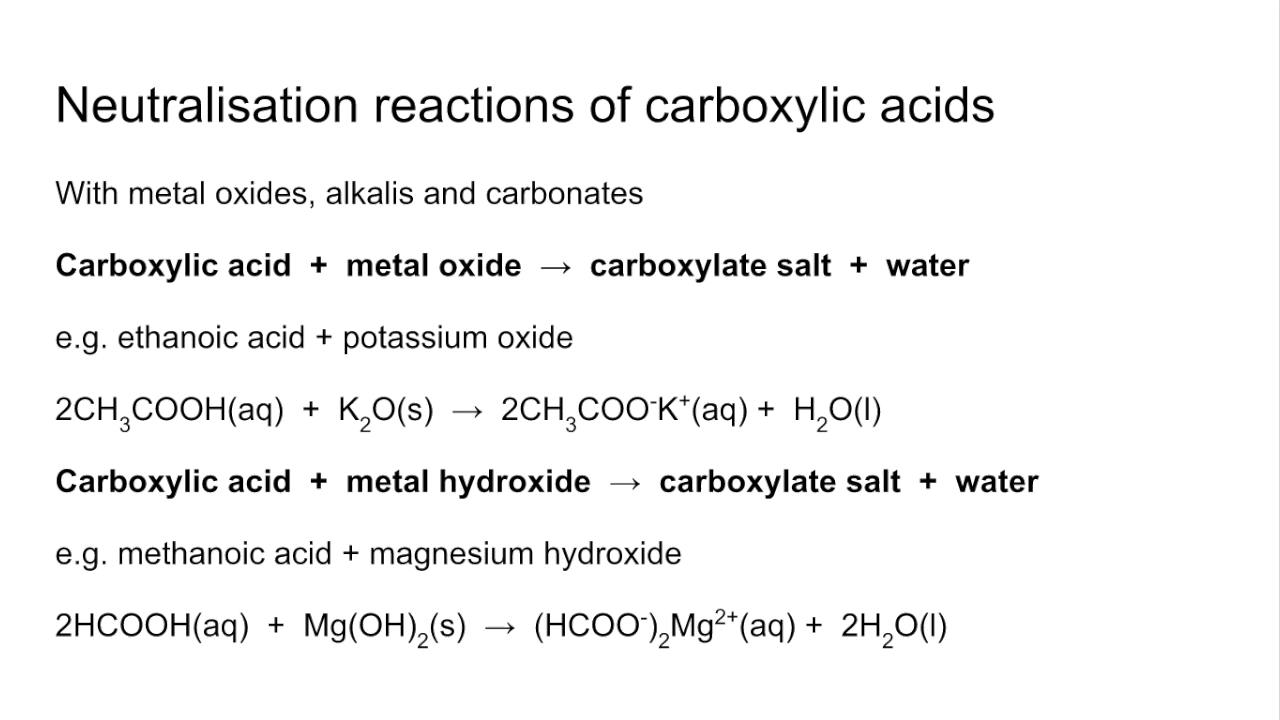 Neutralisation reactions of carboxylic acids
With metal oxides, alkalis and carbonates
Carboxylic acid + metal oxide → carboxylate salt + water
e.g. ethanoic acid + potassium oxide
2CH₃COOH(aq) + K₂O(s) → 2CH₃COO⁻K⁺(aq) + H₂O(l)
Carboxylic acid + metal hydroxide → carboxylate salt + water
e.g. methanoic acid + magnesium hydroxide
2HCOOH(aq) + Mg(OH)₂(s) → (HCOO⁻)₂Mg²⁺(aq) + 2H₂O(l)